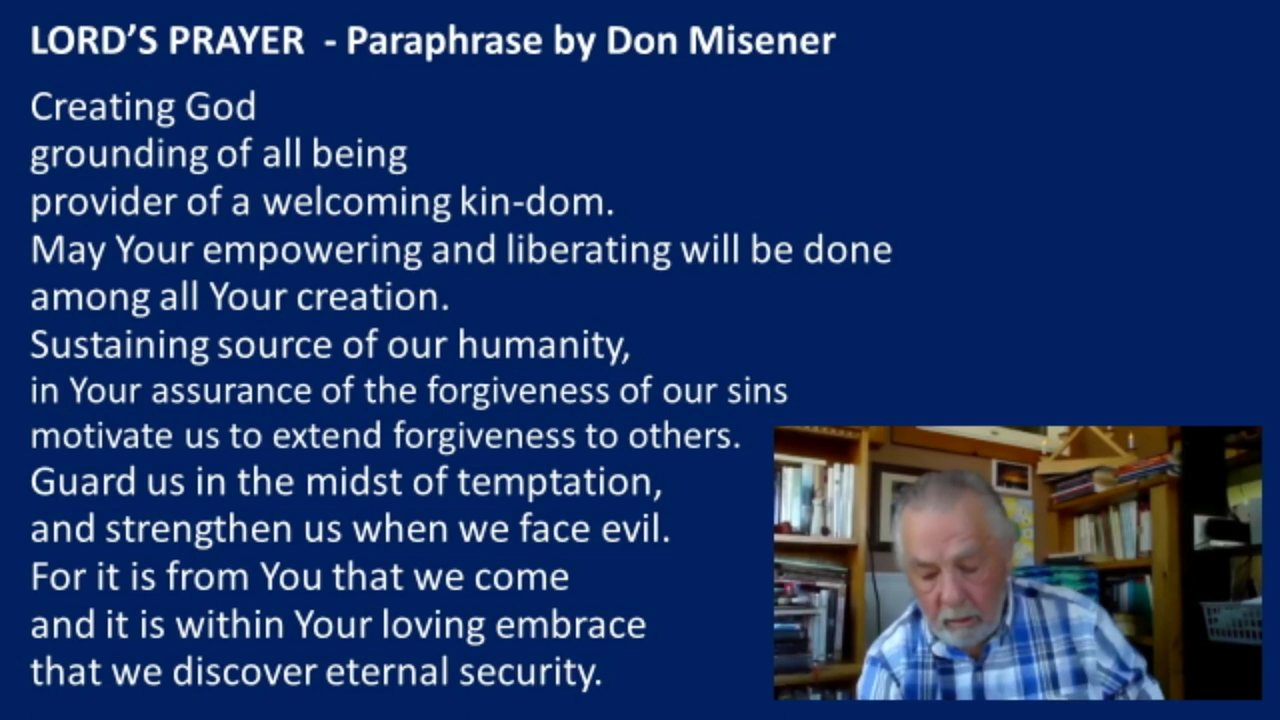 LORD’S PRAYER - Paraphrase by Don Misener
Creating God
grounding of all being
provider of a welcoming kin-dom.
May Your empowering and liberating will be done
among all Your creation.
Sustaining source of our humanity,
in Your assurance of the forgiveness of our sins
motivate us to extend forgiveness to others.
Guard us in the midst of temptation,
and strengthen us when we face evil.
For it is from You that we come
and it is within Your loving embrace
that we discover eternal security.